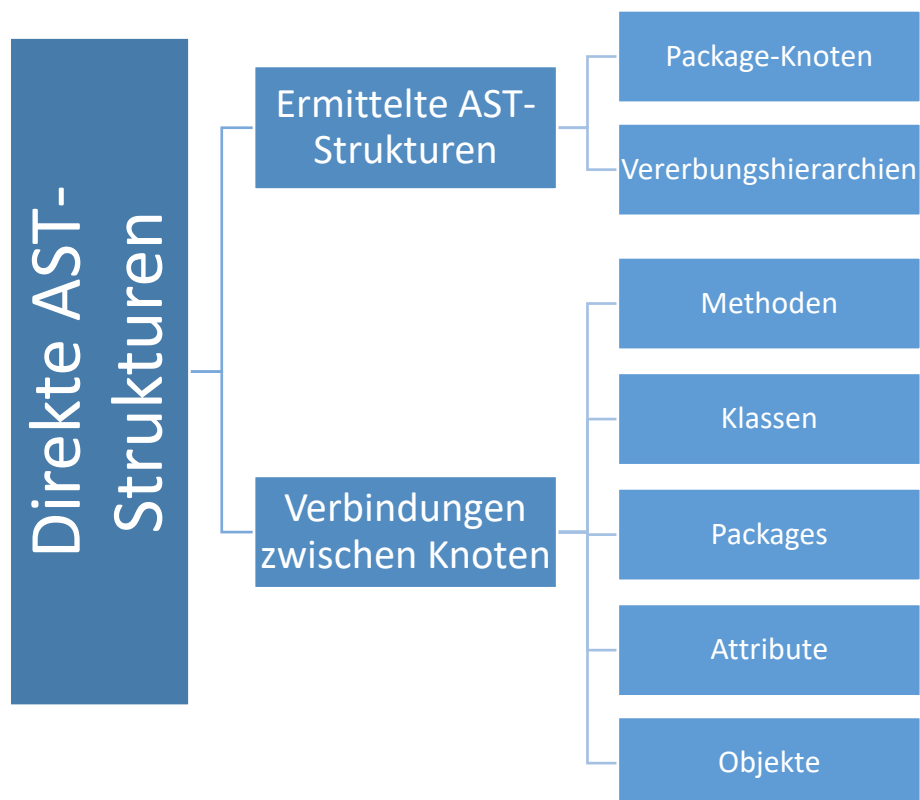 Direkte AST-
Strukturen
Ermittelte AST-
Strukturen
Package-Knoten
Vererbungshierarchien
Verbindungen
zwischen Knoten
Methoden
Klassen
Packages
Attribute
Objekte